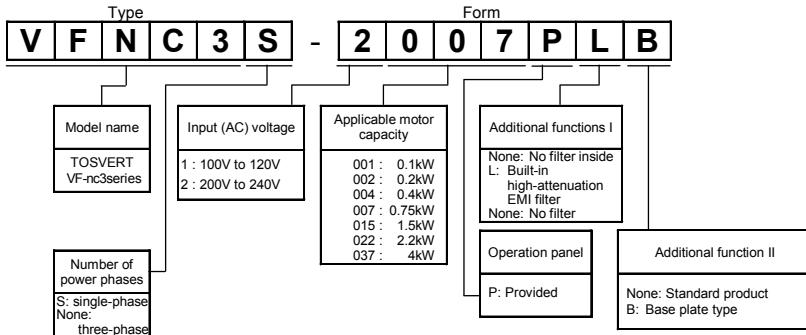 Type
Form
V F N C 3 S - 2 0 0 7 P L B
Model name
TOSVERT
VF-nc3series
Number of
power phases
S: single-phase
None:
three-phase
Input (AC) voltage
1 : 100V to 120V
2 : 200V to 240V
Applicable motor
capacity
001 : 0.1kW
002 : 0.2kW
004 : 0.4kW
007 : 0.75kW
015 : 1.5kW
022 : 2.2kW
037 : 4kW
Operation panel
P: Provided
Additional functions I
None: No filter inside
L: Built-in
high-attenuation
EMI filter
None: No filter
Additional function II
None: Standard product
B: Base plate type